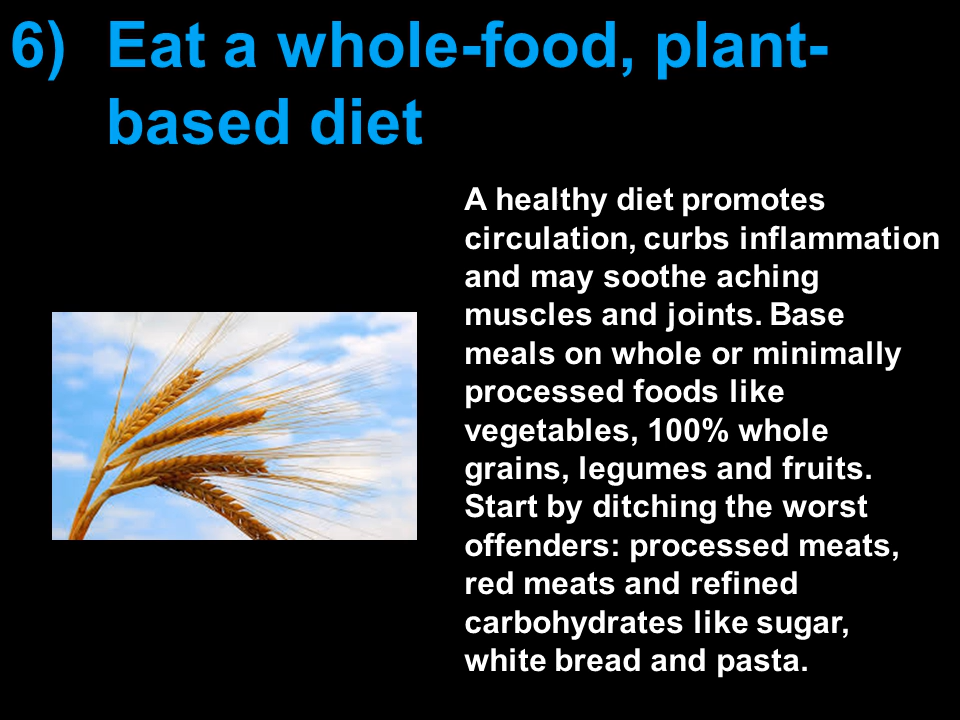 6) Eat a whole-food, plant-
based diet
A healthy diet promotes
circulation, curbs inflammation
and may soothe aching
muscles and joints. Base
meals on whole or minimally
processed foods like
vegetables, 100% whole
grains, legumes and fruits.
Start by ditching the worst
offenders: processed meats,
red meats and refined
carbohydrates like sugar,
white bread and pasta.